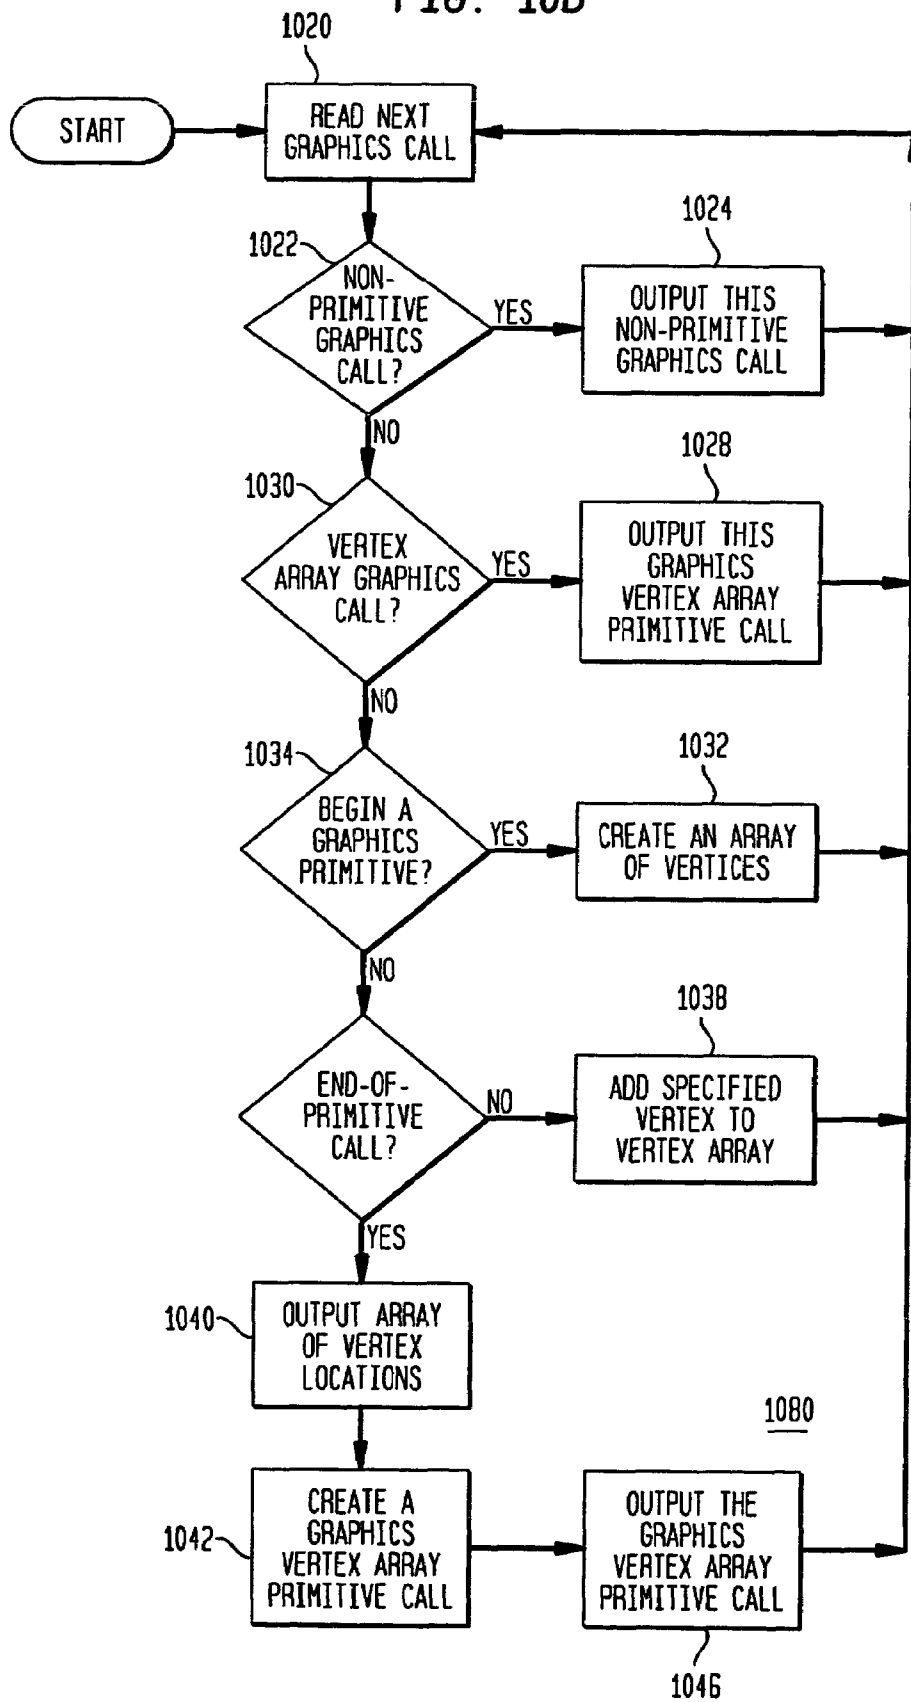 FIG. 10B
1020
START
READ NEXT
GRAPHICS CALL
1024
1022
NON-
PRIMITIVE
GRAPHICS
CALL?
YES
OUTPUT THIS
NON-PRIMITIVE
GRAPHICS CALL
NO
1028
1030
VERTEX
ARRAY GRAPHICS
CALL?
YES
OUTPUT THIS
GRAPHICS
VERTEX ARRAY
PRIMITIVE CALL
NO
1032
1034
BEGIN A
GRAPHICS
PRIMITIVE?
YES
CREATE AN ARRAY
OF VERTICES
NO
1038
END-OF-
PRIMITIVE
CALL?
NO
ADD SPECIFIED
VERTEX TO
VERTEX ARRAY
YES
1040
OUTPUT ARRAY
OF VERTEX
LOCATIONS
1080
1042
CREATE A
GRAPHICS
VERTEX ARRAY
PRIMITIVE CALL
OUTPUT THE
GRAPHICS
VERTEX ARRAY
PRIMITIVE CALL
1046